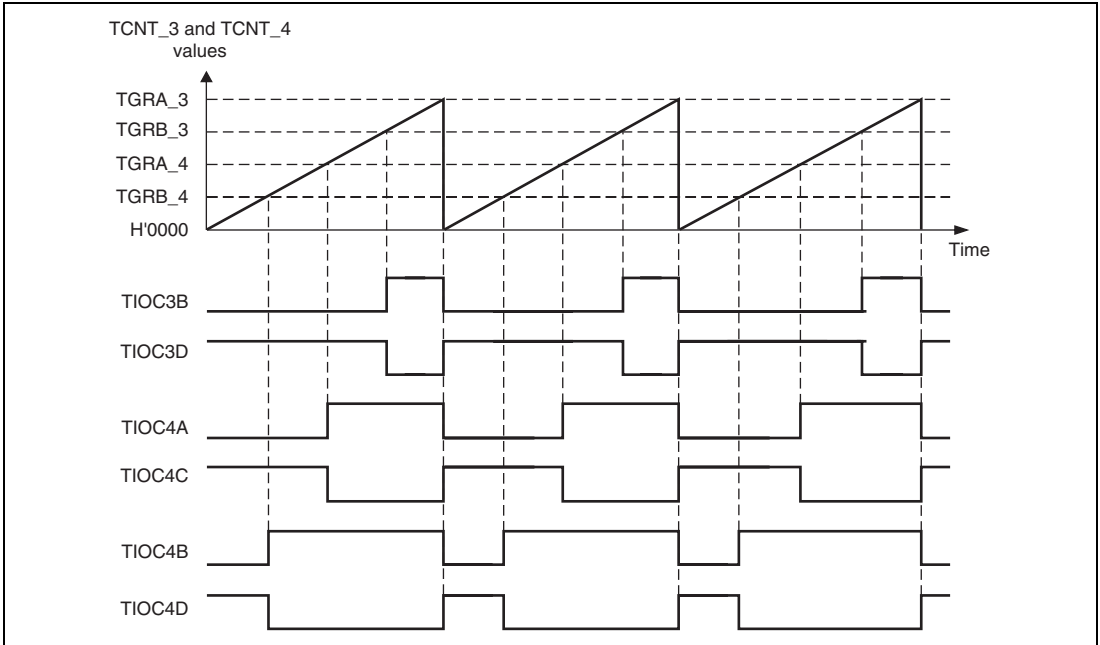 TCNT_3 and TCNT_4
values
TGRA_3
TGRB_3
TGRA_4
TGRB_4
H'0000
Time
TIOC3B
TIOC3D
TIOC4A
TIOC4C
TIOC4B
TIOC4D